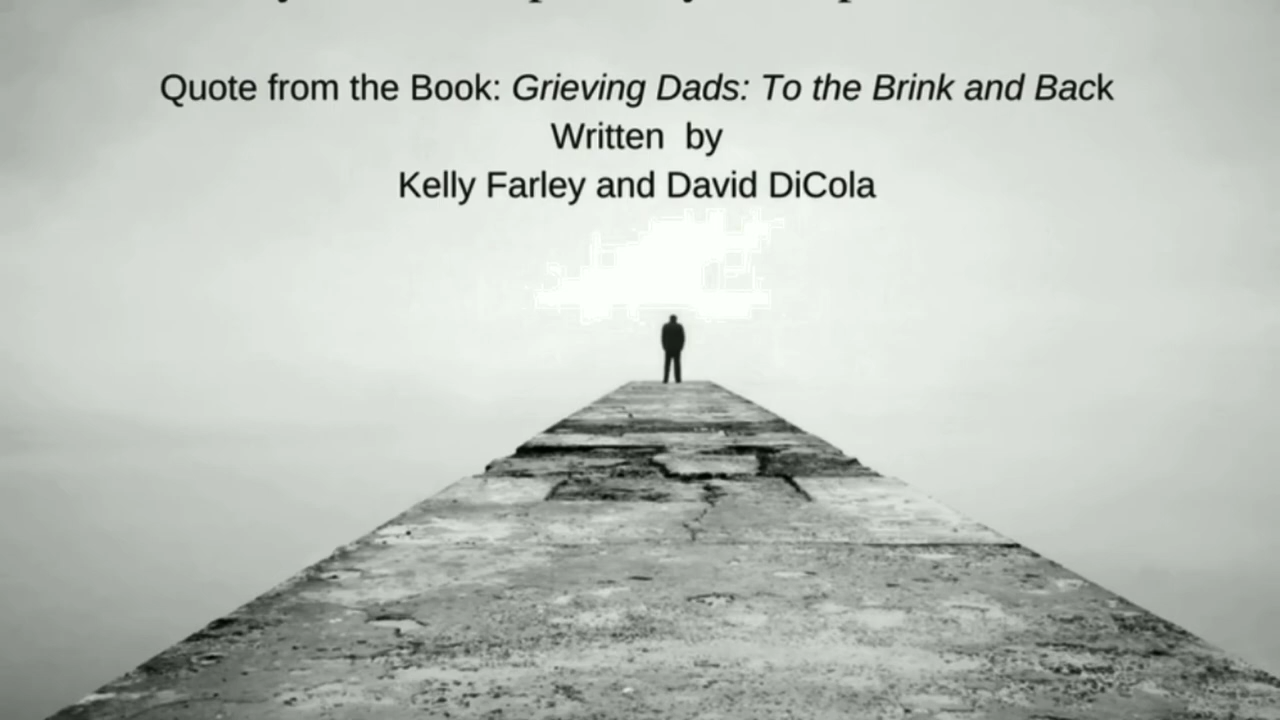 Quote from the Book: Grieving Dads: To the Brink and Back
Written by
Kelly Farley and David DiCola